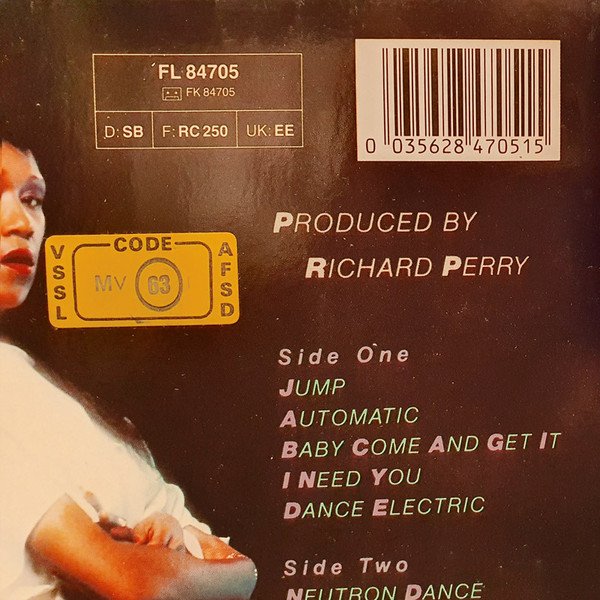 FL 84705
FK 84705
D: SB F: RC 250 UK: EE
0 035628 470515
PRODUCED BY
RICHARD PERRY
CODE
VSSL
MV 63
AFSD
Side One
JUMP
AUTOMATIC
BABY COME AND GET IT
I NEED YOU
DANCE ELECTRIC
Side Two
NEUTRON DANCE